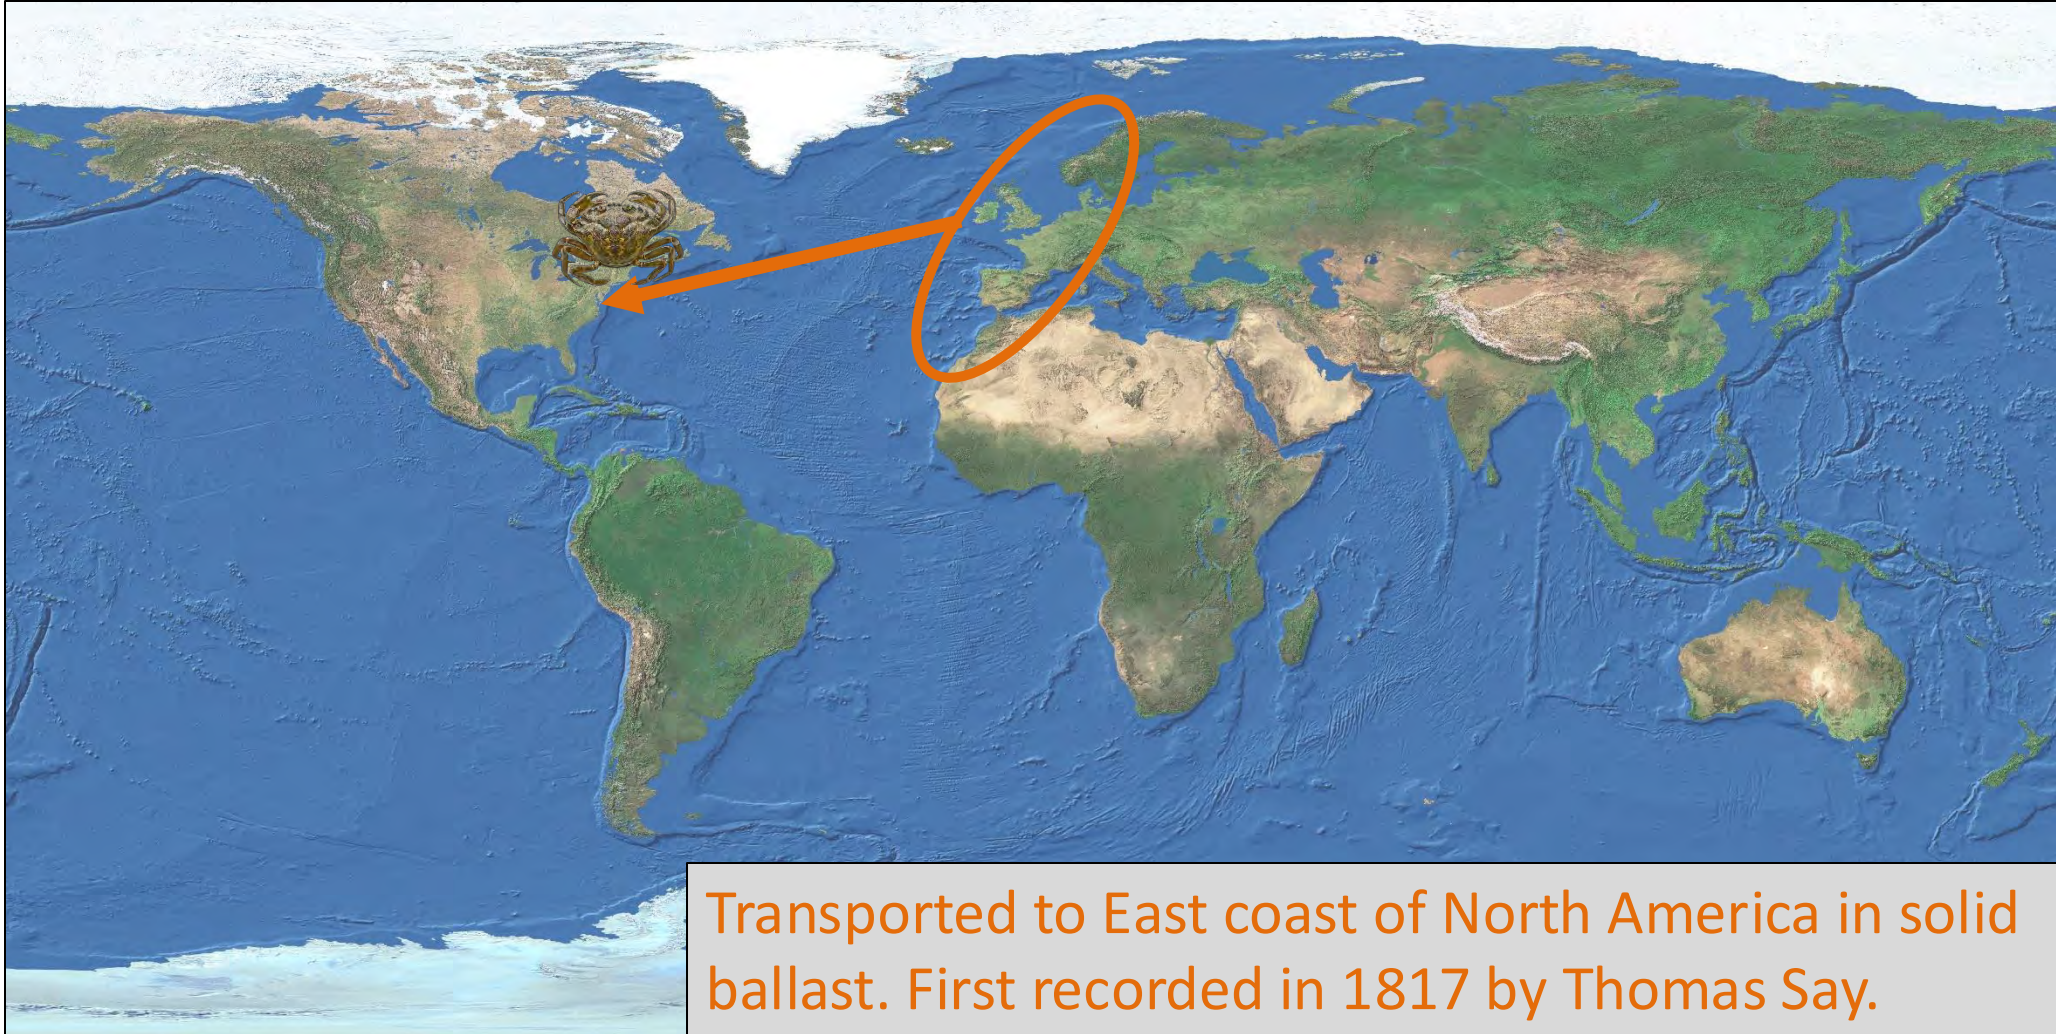 Transported to East coast of North America in solid
ballast. First recorded in 1817 by Thomas Say.